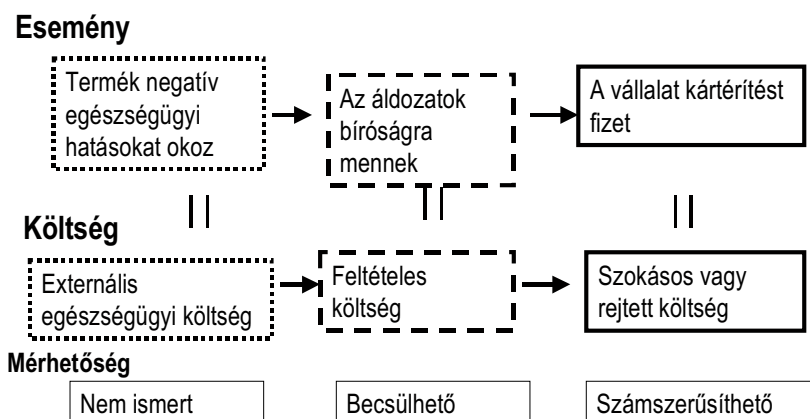 Esemény
Termék negatív
egészségügyi
hatásokat okoz
Az áldozatok
bíróságra
mennek
A vállalat kártérítést
fizet
Költség
Externális
egészségügyi költség
Feltételes
költség
Szokásos vagy
rejtett költség
Mérhetőség
Nem ismert
Becsülhető
Számszerűsíthető